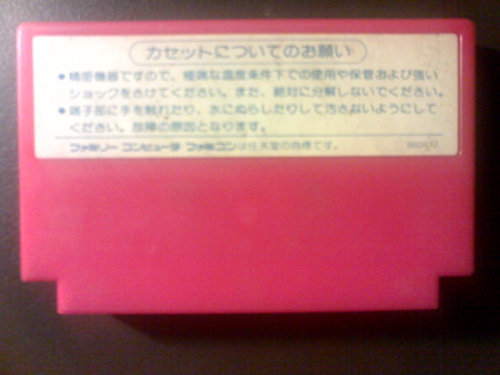 カセットについてのお願い
●精密機器ですので、極端な温度条件下での使用や保管および強い
ショックをさけてください。また、絶対に分解しないでください。
●端子部に手を触れたり、水にぬらしたりして汚さないようにして
ください。故障の原因となります。
ファミリー コンピュータ ファミコンは任天堂の商標です。